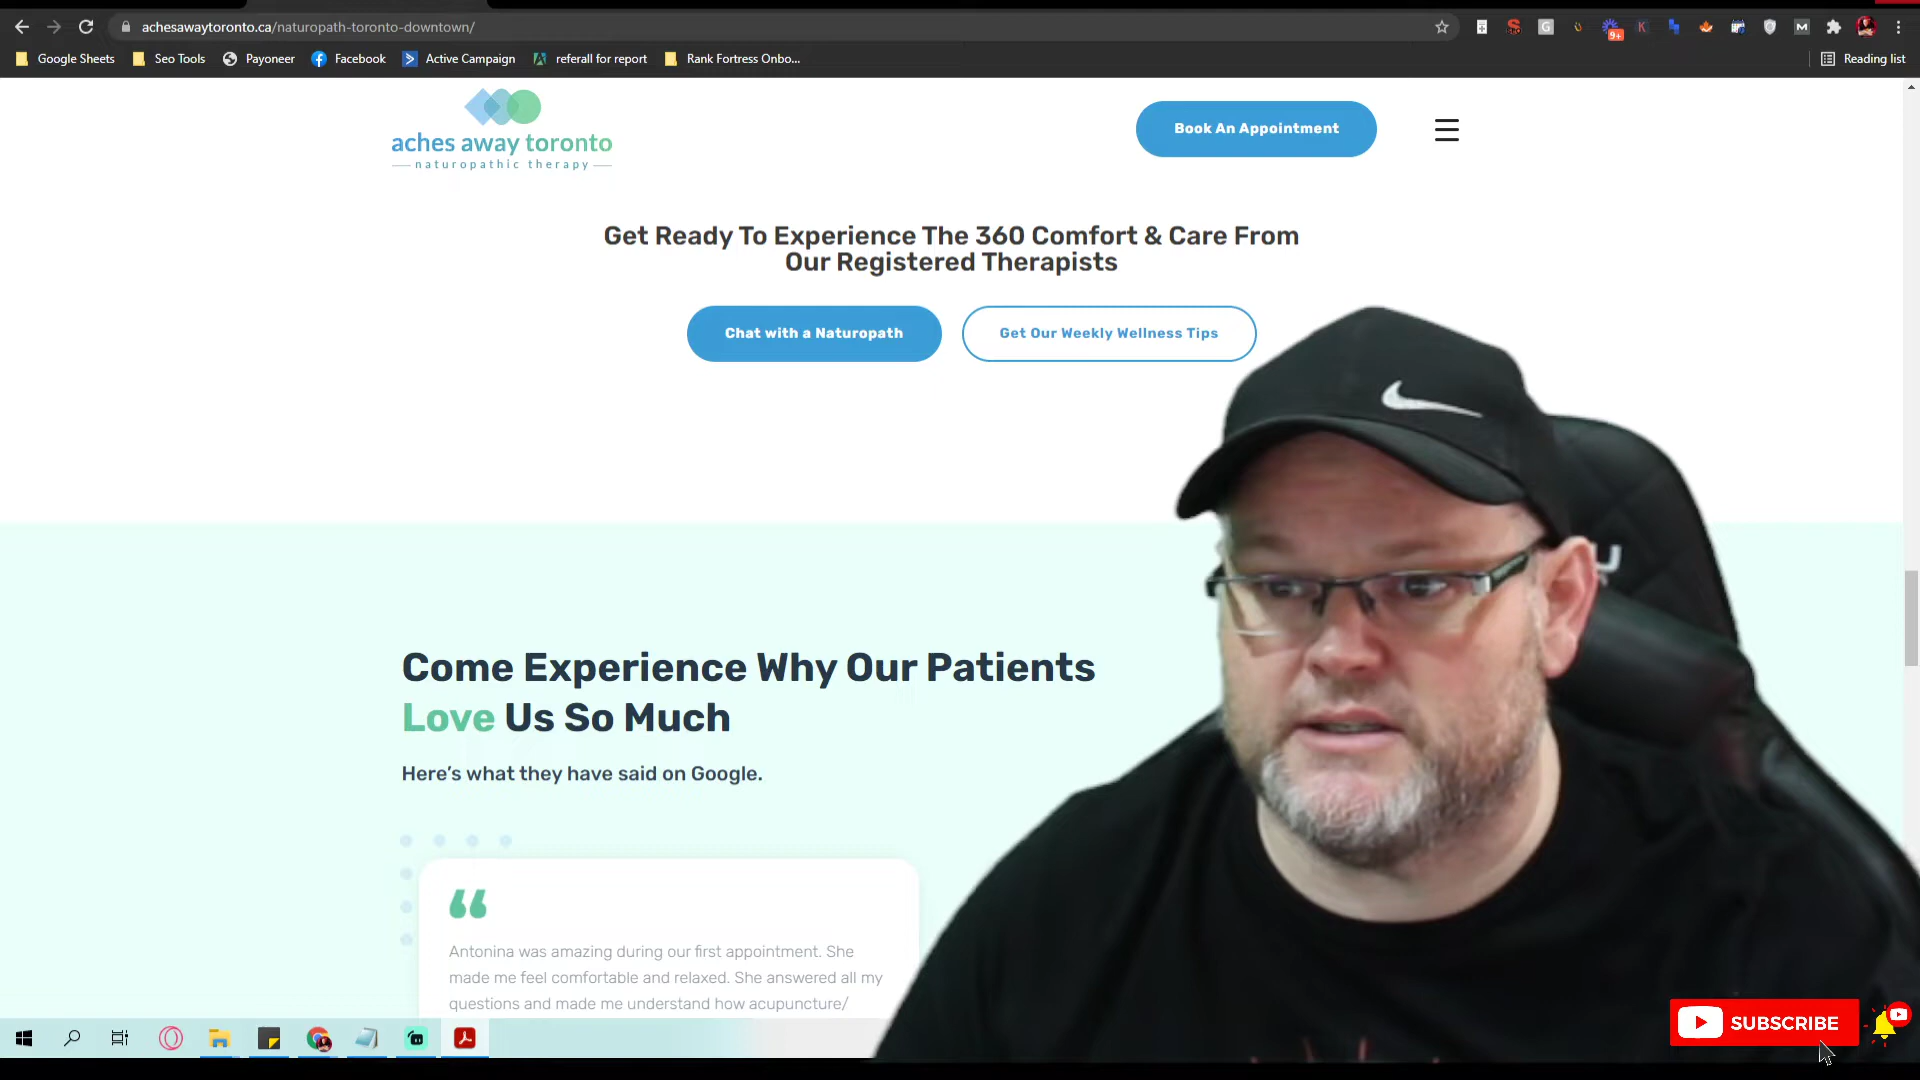 achesawaytoronto.ca/naturopath-toronto-downtown/
9+
Google Sheets
Seo Tools
Payoneer
Facebook
Active Campaign
referall for report
Rank Fortress Onbo...
Reading list
aches away toronto
naturopathic therapy
Book An Appointment
Get Ready To Experience The 360 Comfort & Care From
Our Registered Therapists
Chat with a Naturopath
Get Our Weekly Wellness Tips
Come Experience Why Our Patients
Love Us So Much
Here's what they have said on Google.
“
Antonina was amazing during our first appointment. She
made me feel comfortable and relaxed. She answered all my
questions and made me understand how acupuncture/
SUBSCRIBE